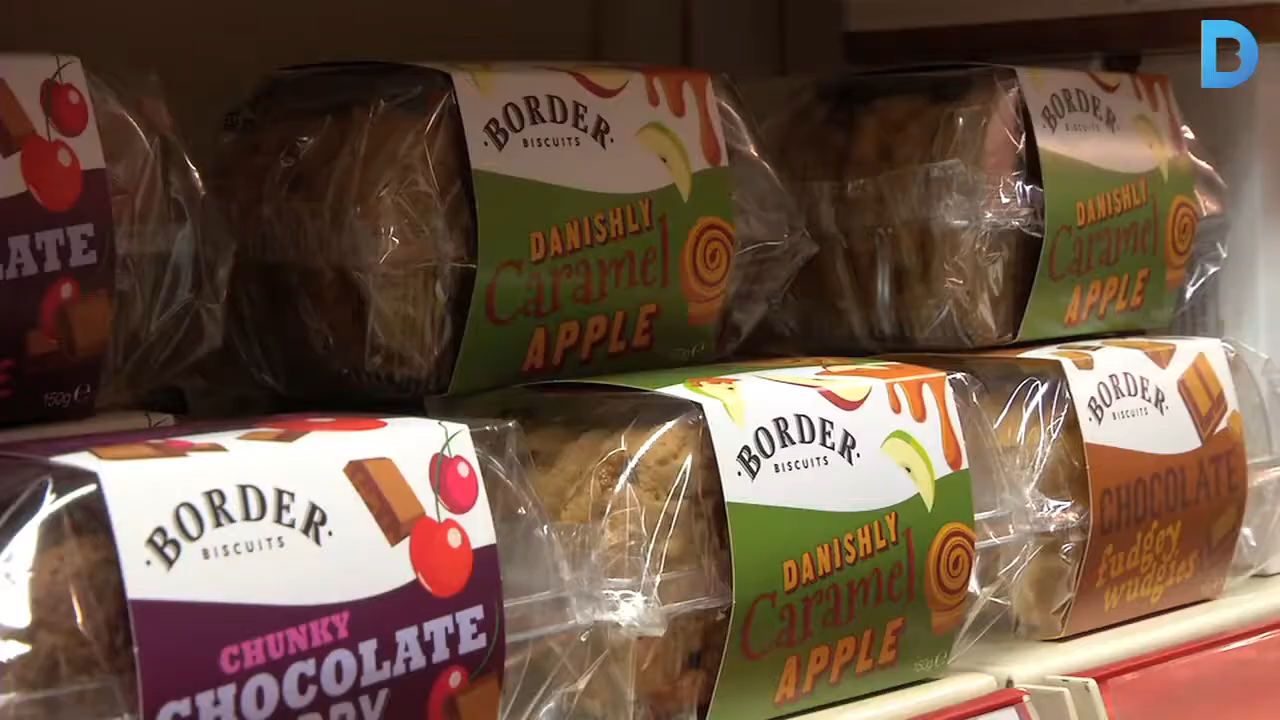 LATE
150g e
BORDER
BISCUITS
DANISHLY
Caramel
APPLE
BORDER
BISCUITS
DANISHLY
Caramel
APPLE
BORDER
BISCUITS
CHUNKY
CHOCOLATE
BORDER
BISCUITS
DANISHLY
Caramel
APPLE
150g e
BORDER
BISCUITS
CHOCOLATE
fudgey
wudgies
D